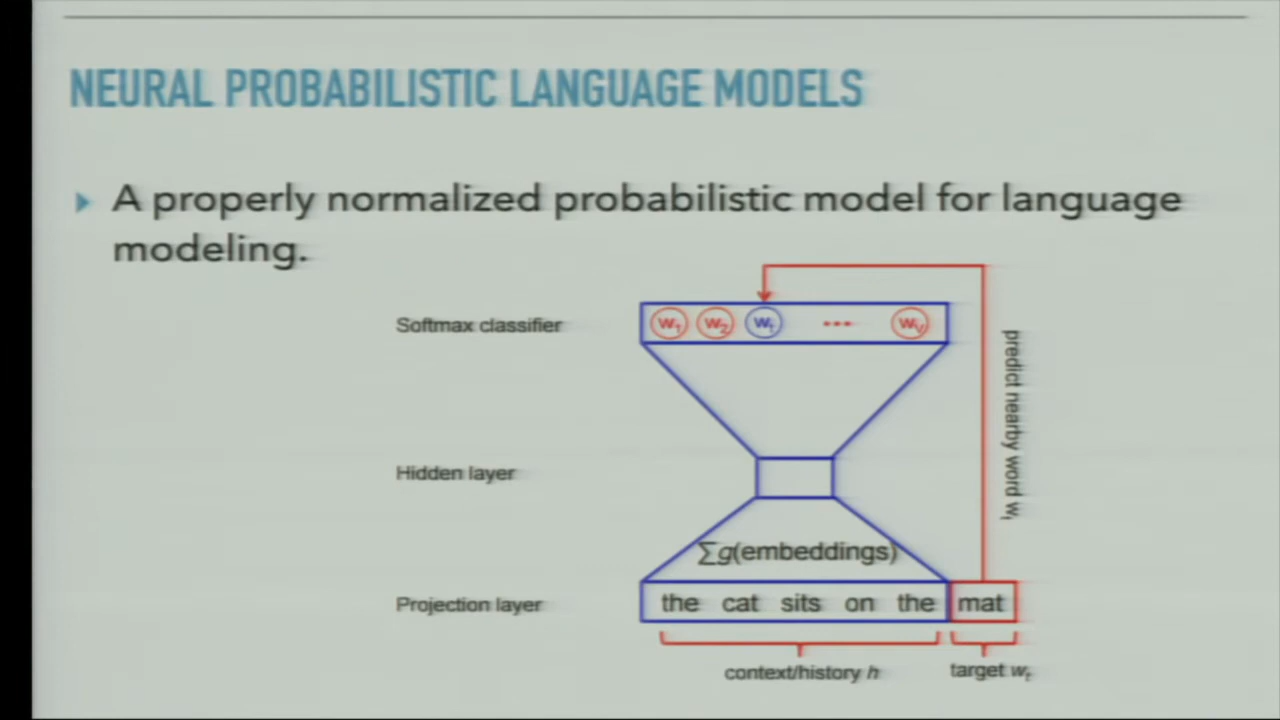 NEURAL PROBABILISTIC LANGUAGE MODELS
A properly normalized probabilistic model for language
modeling.
Softmax classifier
w1 w2 wt ... wV
predict nearby word wt
Hidden layer
∑g(embeddings)
Projection layer
the cat sits on the mat
context/history h
target wt